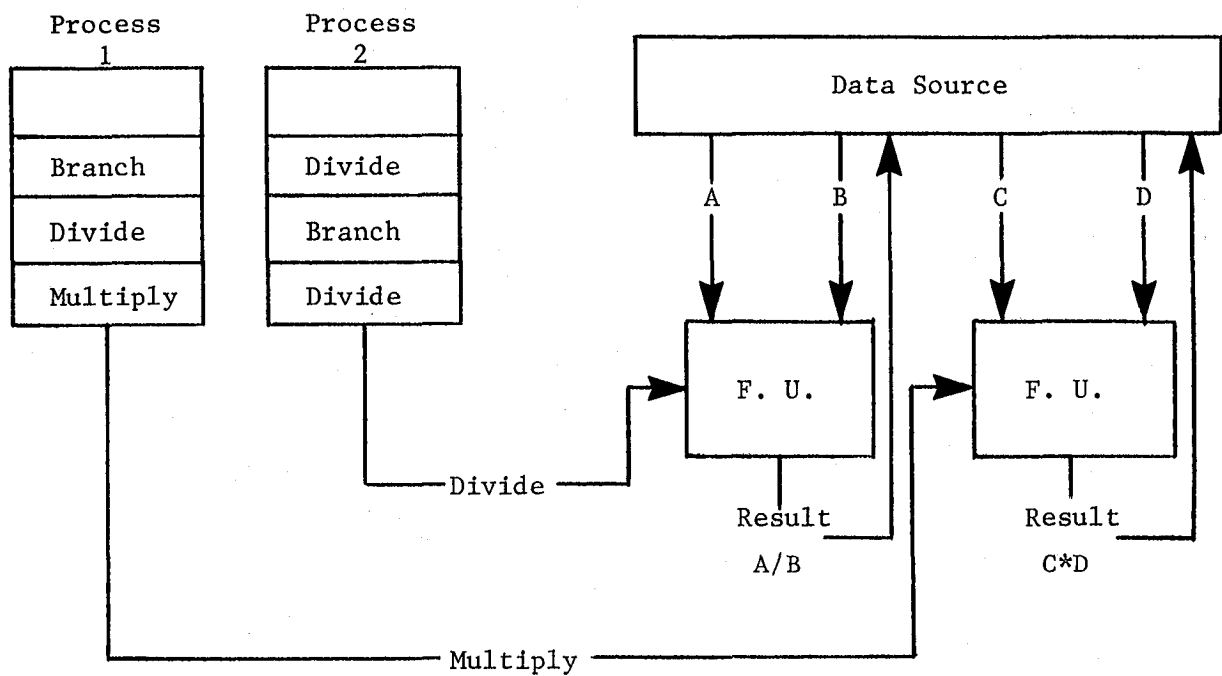 Process
1
Branch
Divide
Multiply
Process
2
Divide
Branch
Divide
Data Source
A
B
C
D
F. U.
F. U.
Divide
Result
A/B
Result
C*D
Multiply